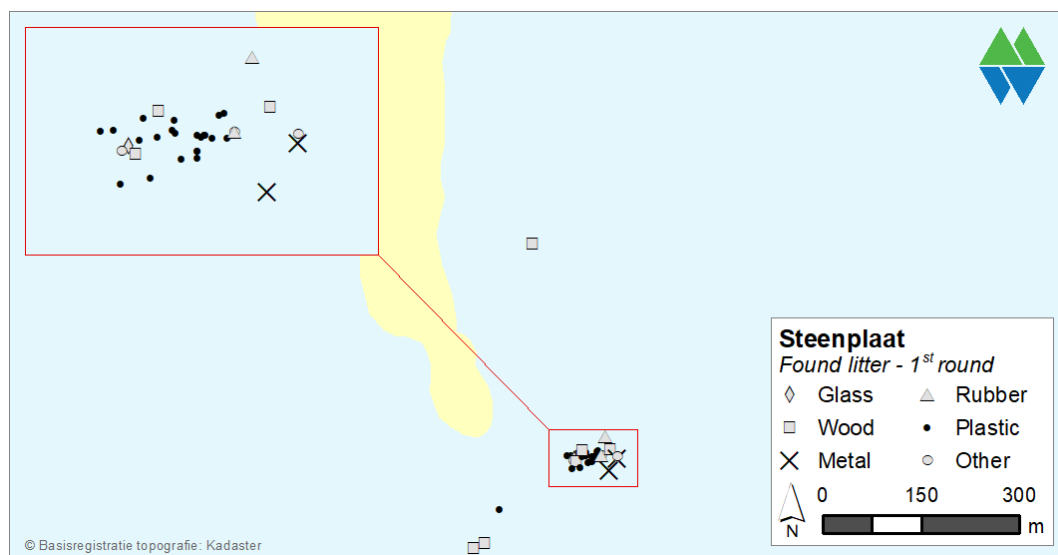 Steenplaat
Found litter - 1st round
Glass Rubber
Wood Plastic
Metal Other
0 150 300
m
N
© Basisregistratie topografie: Kadaster